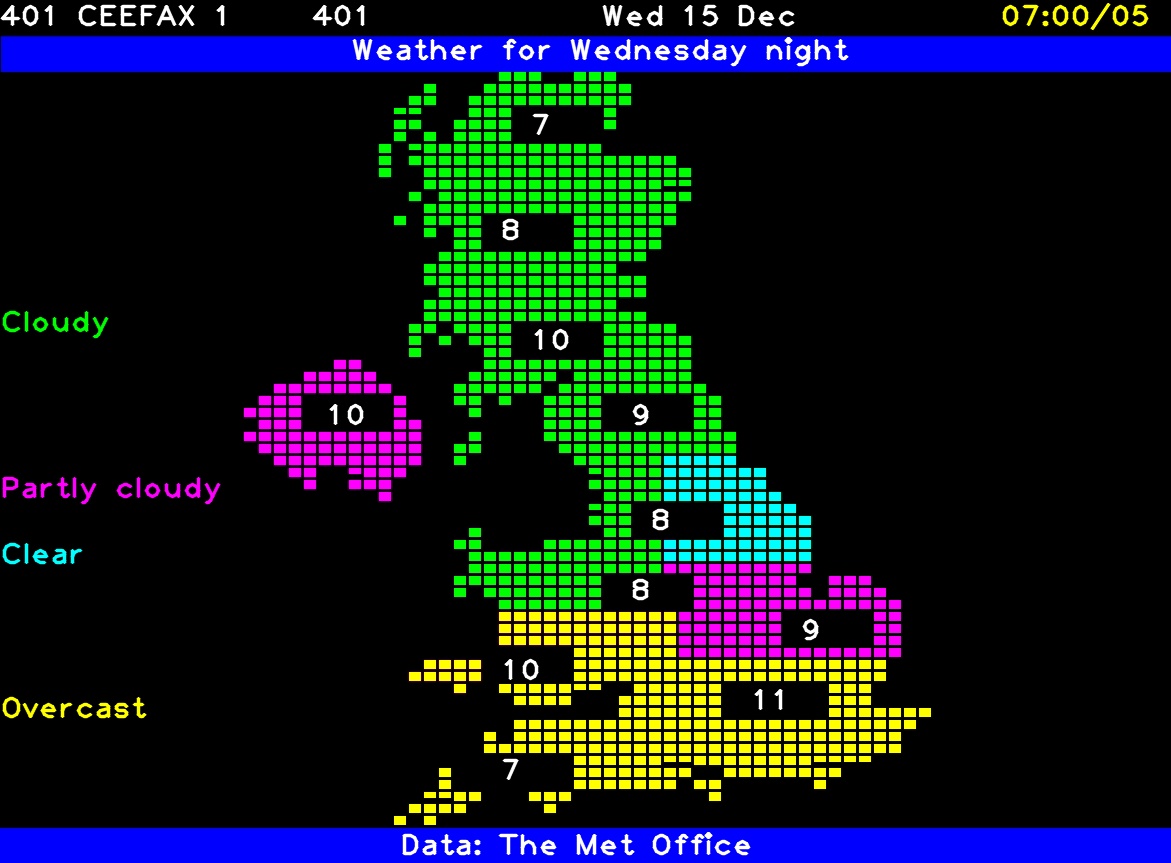 401 CEEFAX 1 401 Wed 15 Dec 07:00/05
Weather for Wednesday night
7
8
Cloudy
10
10
9
Partly cloudy
8
Clear
8
9
10
11
Overcast
7
Data: The Met Office